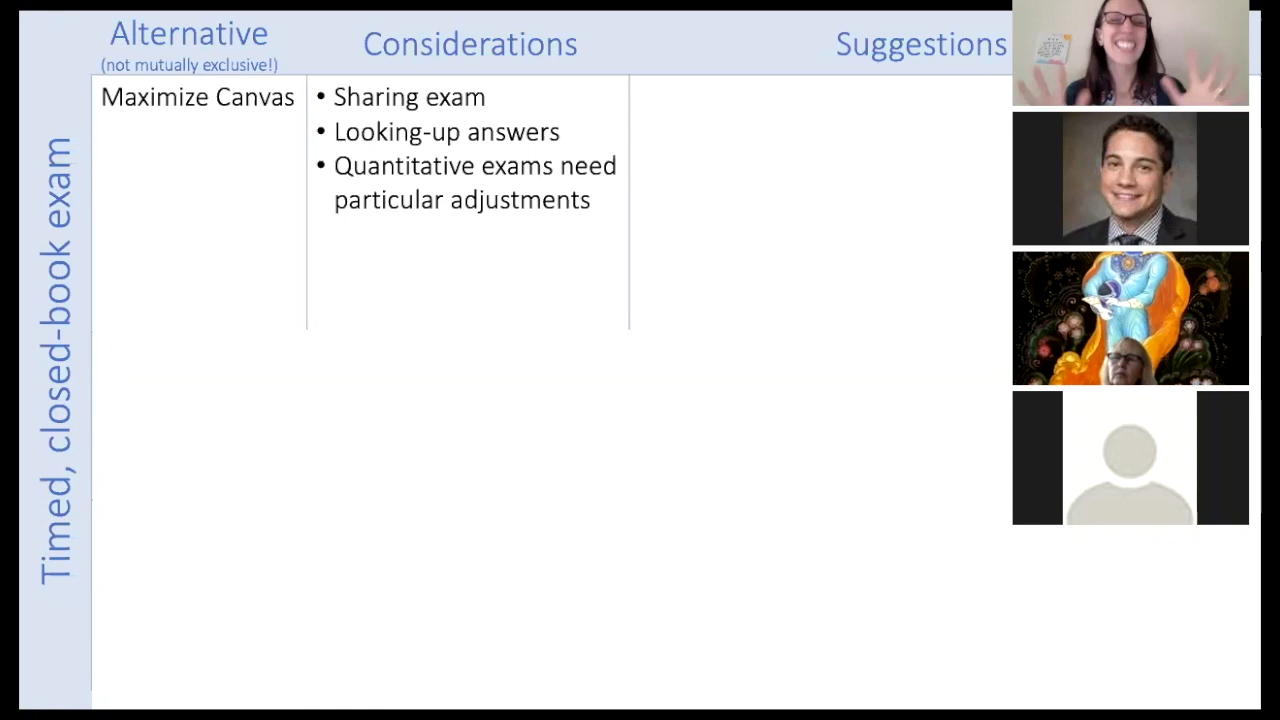 Alternative
(not mutually exclusive!)
Considerations
Suggestions
Timed, closed-book exam
Maximize Canvas
• Sharing exam
• Looking-up answers
• Quantitative exams need
particular adjustments